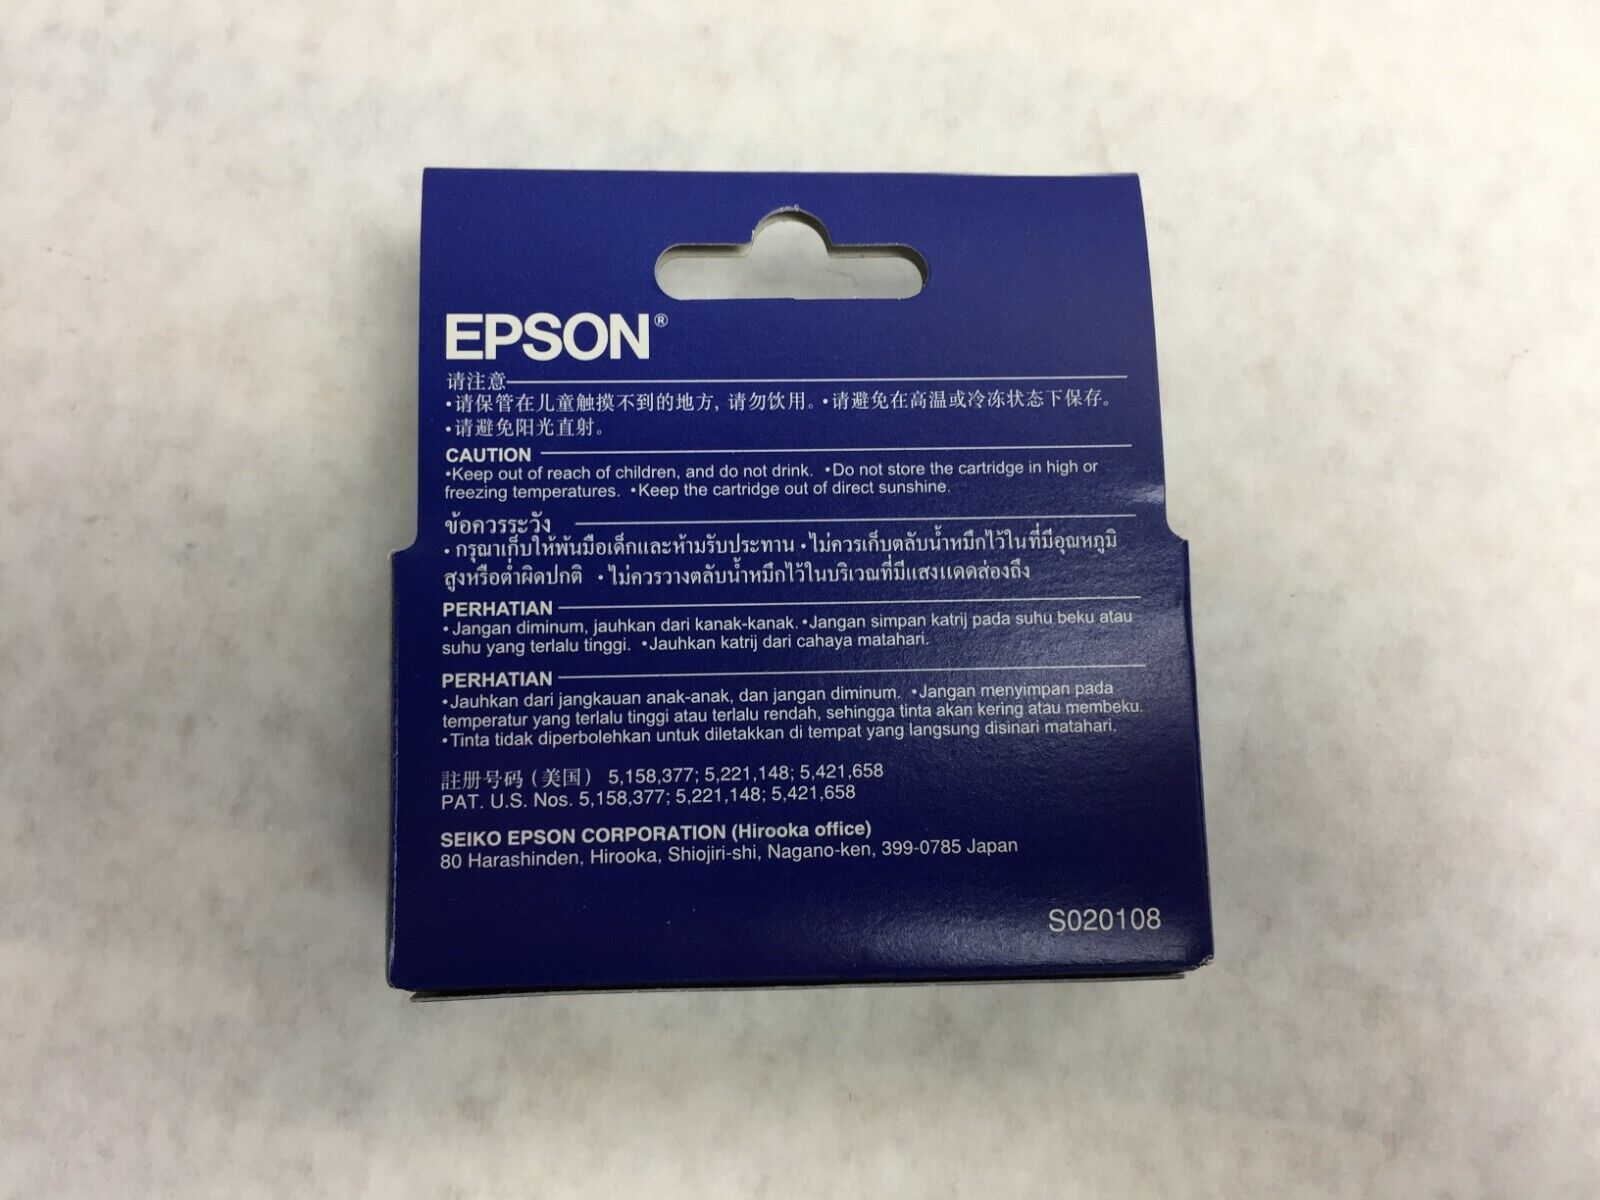 EPSON®
请注意
•请保管在儿童触摸不到的地方, 请勿饮用。•请避免在高温或冷冻状态下保存。
•请避免阳光直射。
CAUTION
•Keep out of reach of children, and do not drink. •Do not store the cartridge in high or
freezing temperatures. •Keep the cartridge out of direct sunshine.
ข้อควรระวัง
• กรุณาเก็บให้พ้นมือเด็กและห้ามรับประทาน •ไม่ควรเก็บตลับน้ำหมึกไว้ในที่มีอุณหภูมิ
สูงหรือต่ำผิดปกติ • ไม่ควรวางตลับน้ำหมึกไว้ในบริเวณที่มีแสงแดดส่องถึง
PERHATIAN
•Jangan diminum, jauhkan dari kanak-kanak. •Jangan simpan katrij pada suhu beku atau
suhu yang terlalu tinggi. •Jauhkan katrij dari cahaya matahari.
PERHATIAN
•Jauhkan dari jangkauan anak-anak, dan jangan diminum. •Jangan menyimpan pada
temperatur yang terlalu tinggi atau terlalu rendah, sehingga tinta akan kering atau membeku.
•Tinta tidak diperbolehkan untuk diletakkan di tempat yang langsung disinari matahari.
註册号码 (美国) 5,158,377; 5,221,148; 5,421,658
PAT. U.S. Nos. 5,158,377; 5,221,148; 5,421,658
SEIKO EPSON CORPORATION (Hirooka office)
80 Harashinden, Hirooka, Shiojiri-shi, Nagano-ken, 399-0785 Japan
S020108